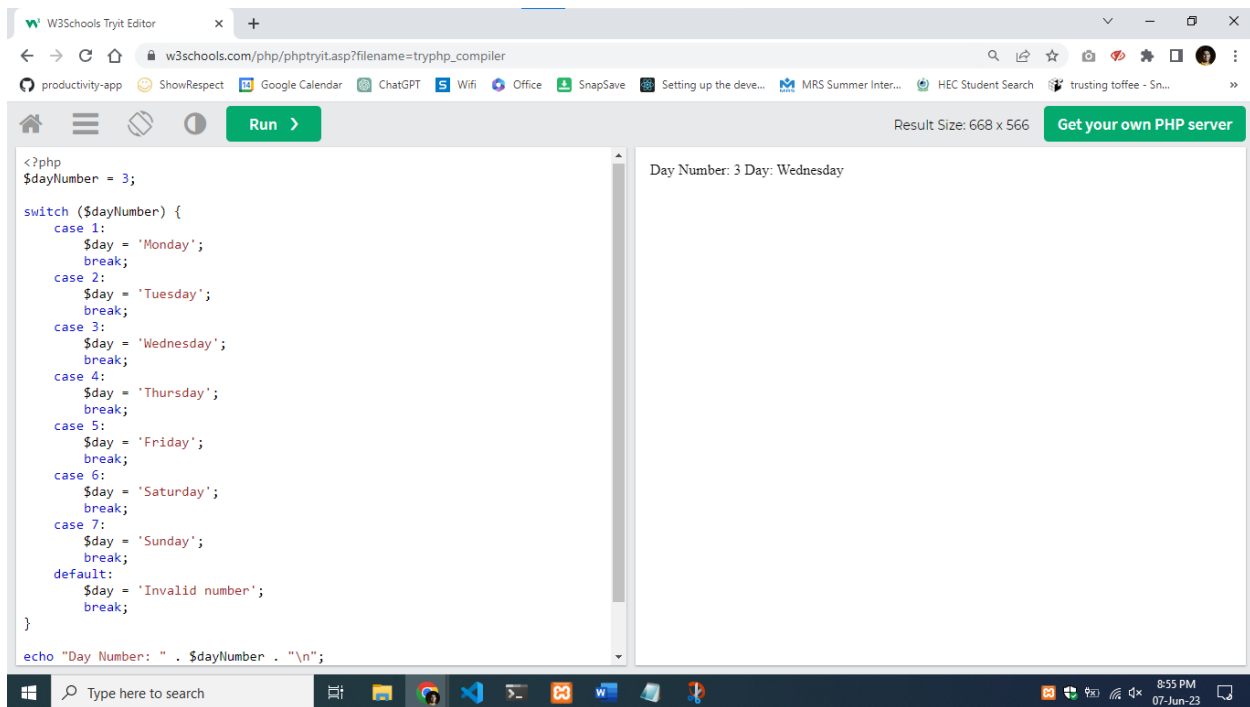 W3Schools Tryit Editor
w3schools.com/php/phptryit.asp?filename=tryphp_compiler
productivity-app ShowRespect 14 Google Calendar ChatGPT S Wifi Office SnapSave Setting up the deve... MRS MRS Summer Inter... HEC Student Search trusting toffee - Sn... »
Run ❯ Result Size: 668 x 566 Get your own PHP server
<?php
$dayNumber = 3;
switch ($dayNumber) {
    case 1:
        $day = 'Monday';
        break;
    case 2:
        $day = 'Tuesday';
        break;
    case 3:
        $day = 'Wednesday';
        break;
    case 4:
        $day = 'Thursday';
        break;
    case 5:
        $day = 'Friday';
        break;
    case 6:
        $day = 'Saturday';
        break;
    case 7:
        $day = 'Sunday';
        break;
    default:
        $day = 'Invalid number';
        break;
}
echo "Day Number: " . $dayNumber . "\n";
Day Number: 3 Day: Wednesday
Type here to search
8:55 PM
07-Jun-23